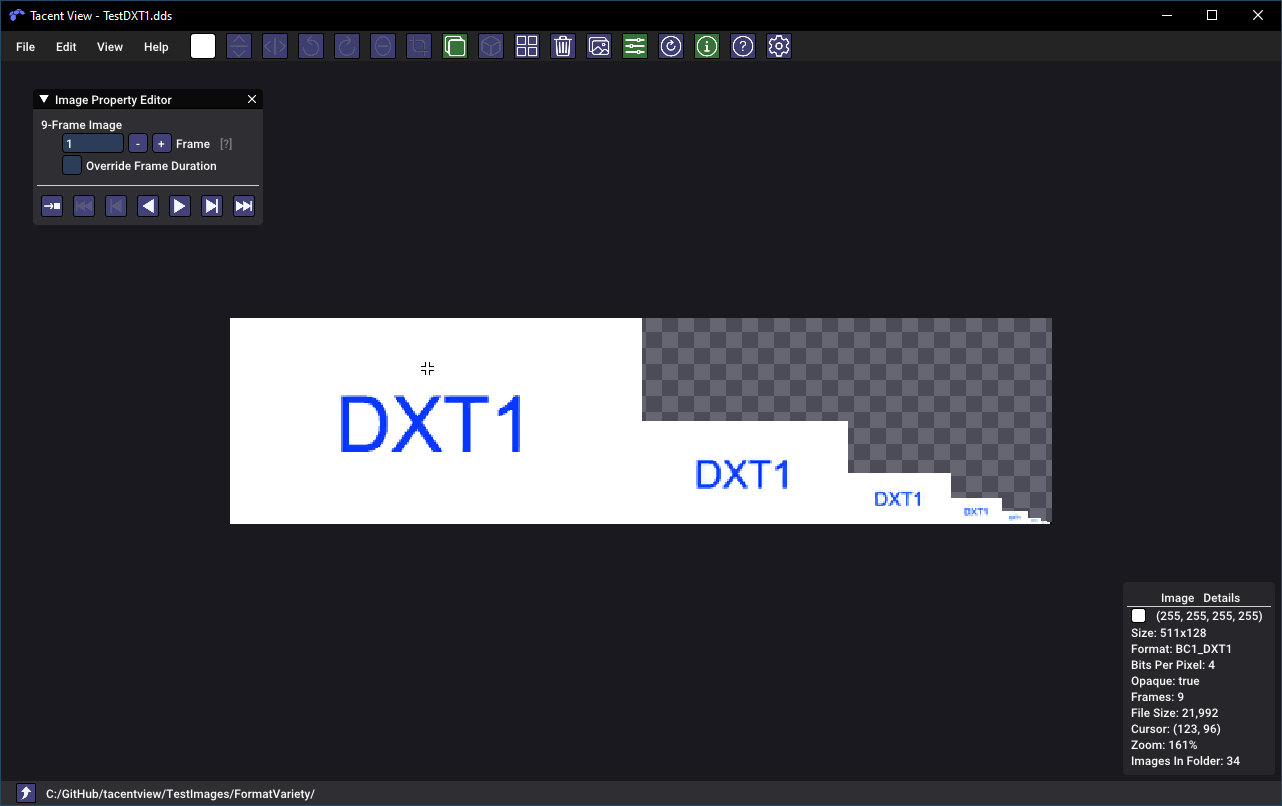 Tacent View - TestDXT1.dds
File Edit View Help
Image Property Editor
9-Frame Image
1 - + Frame [?]
Override Frame Duration
DXT1
DXT1
DXT1
DXT1
Image Details
(255, 255, 255, 255)
Size: 511x128
Format: BC1_DXT1
Bits Per Pixel: 4
Opaque: true
Frames: 9
File Size: 21,992
Cursor: (123, 96)
Zoom: 161%
Images In Folder: 34
C:/GitHub/tacentview/TestImages/FormatVariety/